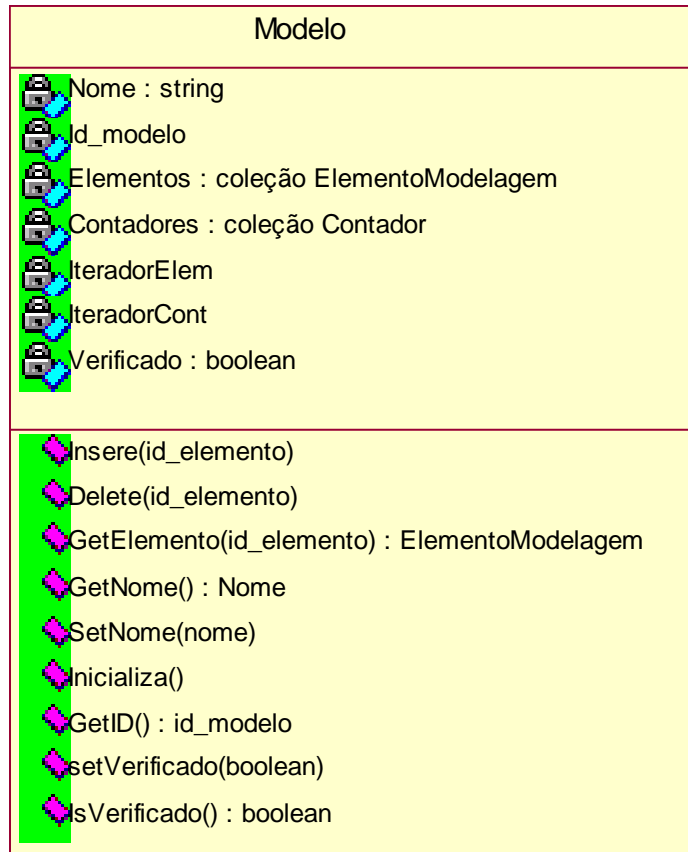 Modelo
Nome : string
Id_modelo
Elementos : coleção ElementoModelagem
Contadores : coleção Contador
IteradorElem
IteradorCont
Verificado : boolean
Insere(id_elemento)
Delete(id_elemento)
GetElemento(id_elemento) : ElementoModelagem
GetNome() : Nome
SetNome(nome)
Inicializa()
GetID() : id_modelo
setVerificado(boolean)
IsVerificado() : boolean